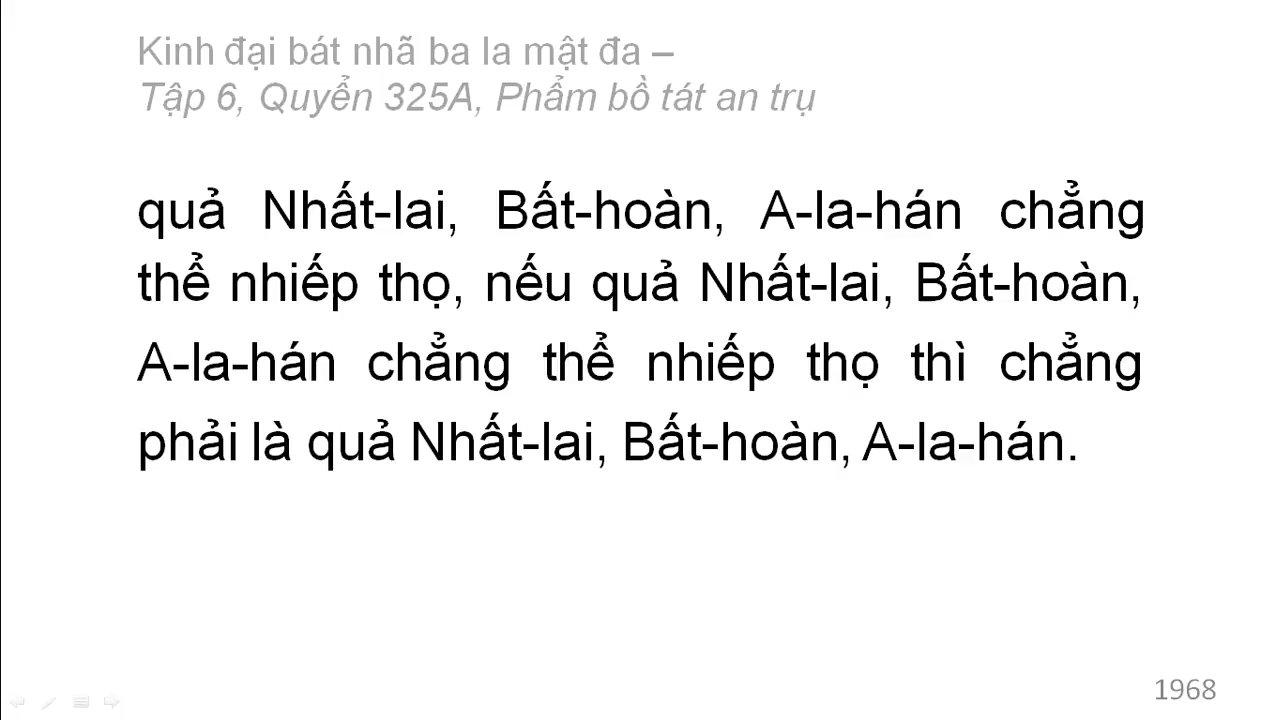 Kinh đại bát nhã ba la mật đa –
Tập 6, Quyển 325A, Phẩm bồ tát an trụ
quả Nhất-lai, Bất-hoàn, A-la-hán chẳng
thể nhiếp thọ, nếu quả Nhất-lai, Bất-hoàn,
A-la-hán chẳng thể nhiếp thọ thì chẳng
phải là quả Nhất-lai, Bất-hoàn, A-la-hán.
1968